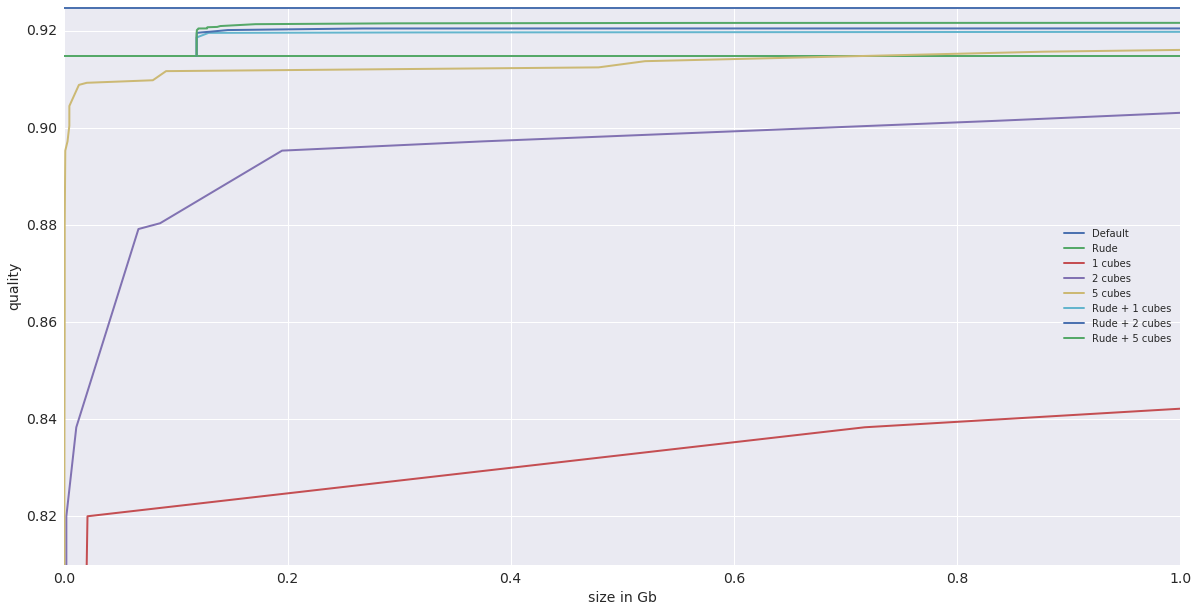 0.92
0.90
0.88
0.86
0.84
0.82
quality
Default
Rude
1 cubes
2 cubes
5 cubes
Rude + 1 cubes
Rude + 2 cubes
Rude + 5 cubes
0.0 0.2 0.4 0.6 0.8 1.0
size in Gb